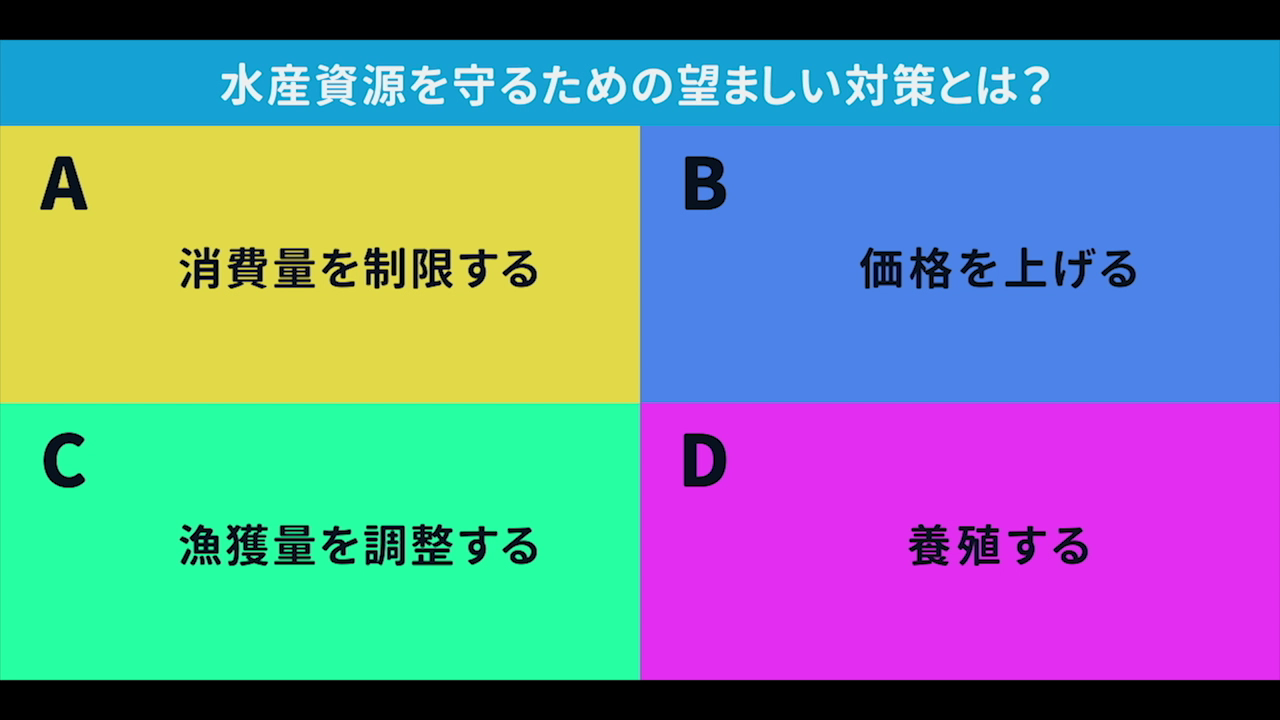 水産資源を守るための望ましい対策とは？
A
消費量を制限する
B
価格を上げる
C
漁獲量を調整する
D
養殖する